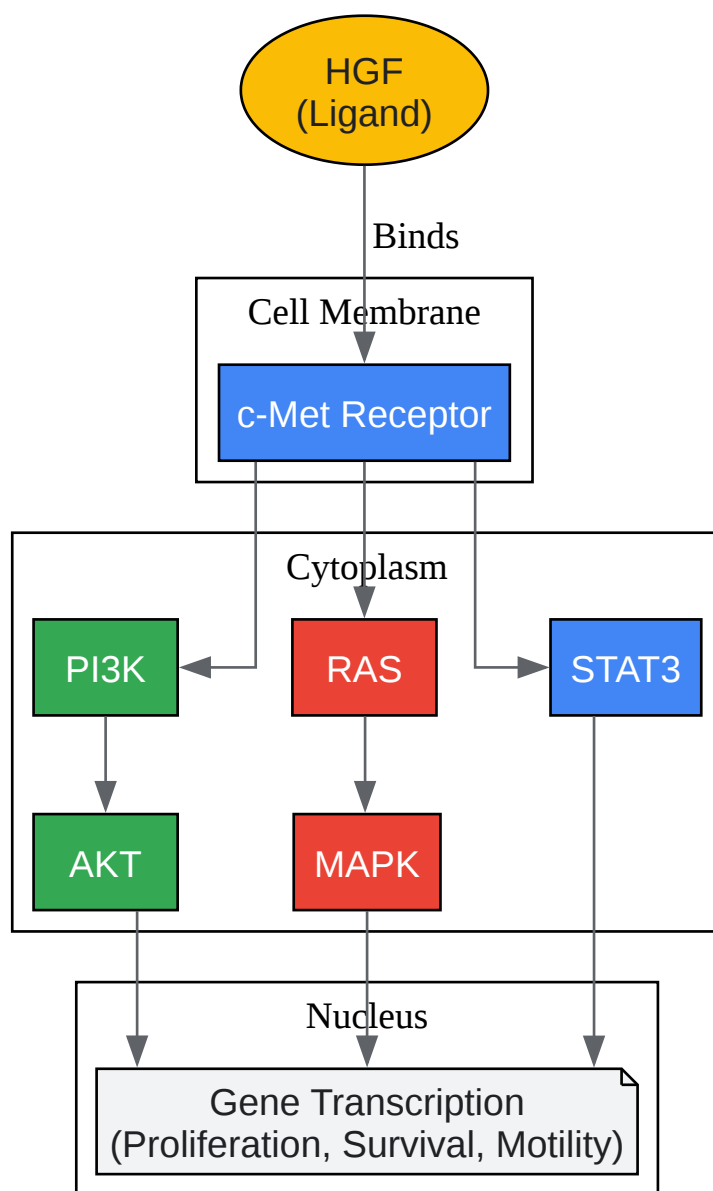 HGF
(Ligand)
Binds
Cell Membrane
c-Met Receptor
Cytoplasm
PI3K
RAS
STAT3
AKT
MAPK
Nucleus
Gene Transcription
(Proliferation, Survival, Motility)